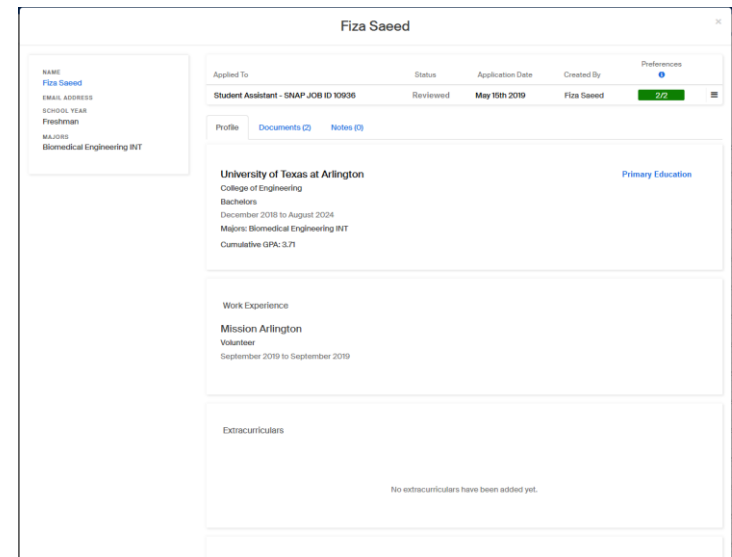 Fiza Saeed
×
NAME
Fiza Saeed
EMAIL ADDRESS
SCHOOL YEAR
Freshman
MAJORS
Biomedical Engineering INT
Applied To Status Application Date Created By Preferences
Student Assistant - SNAP JOB ID 10936 Reviewed May 15th 2019 Fiza Saeed 2/2
Profile Documents (2) Notes (0)
University of Texas at Arlington Primary Education
College of Engineering
Bachelors
December 2018 to August 2024
Majors: Biomedical Engineering INT
Cumulative GPA: 3.71
Work Experience
Mission Arlington
Volunteer
September 2019 to September 2019
Extracurriculars
No extracurriculars have been added yet.